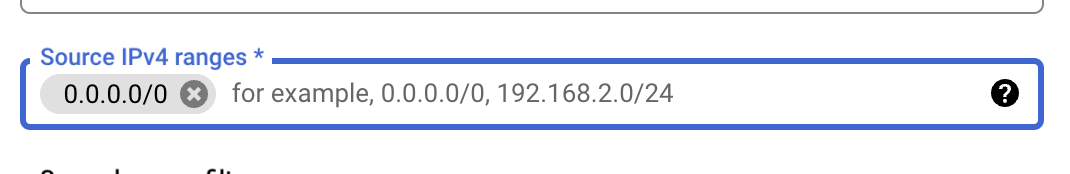 Source IPv4 ranges *
0.0.0.0/0 for example, 0.0.0.0/0, 192.168.2.0/24